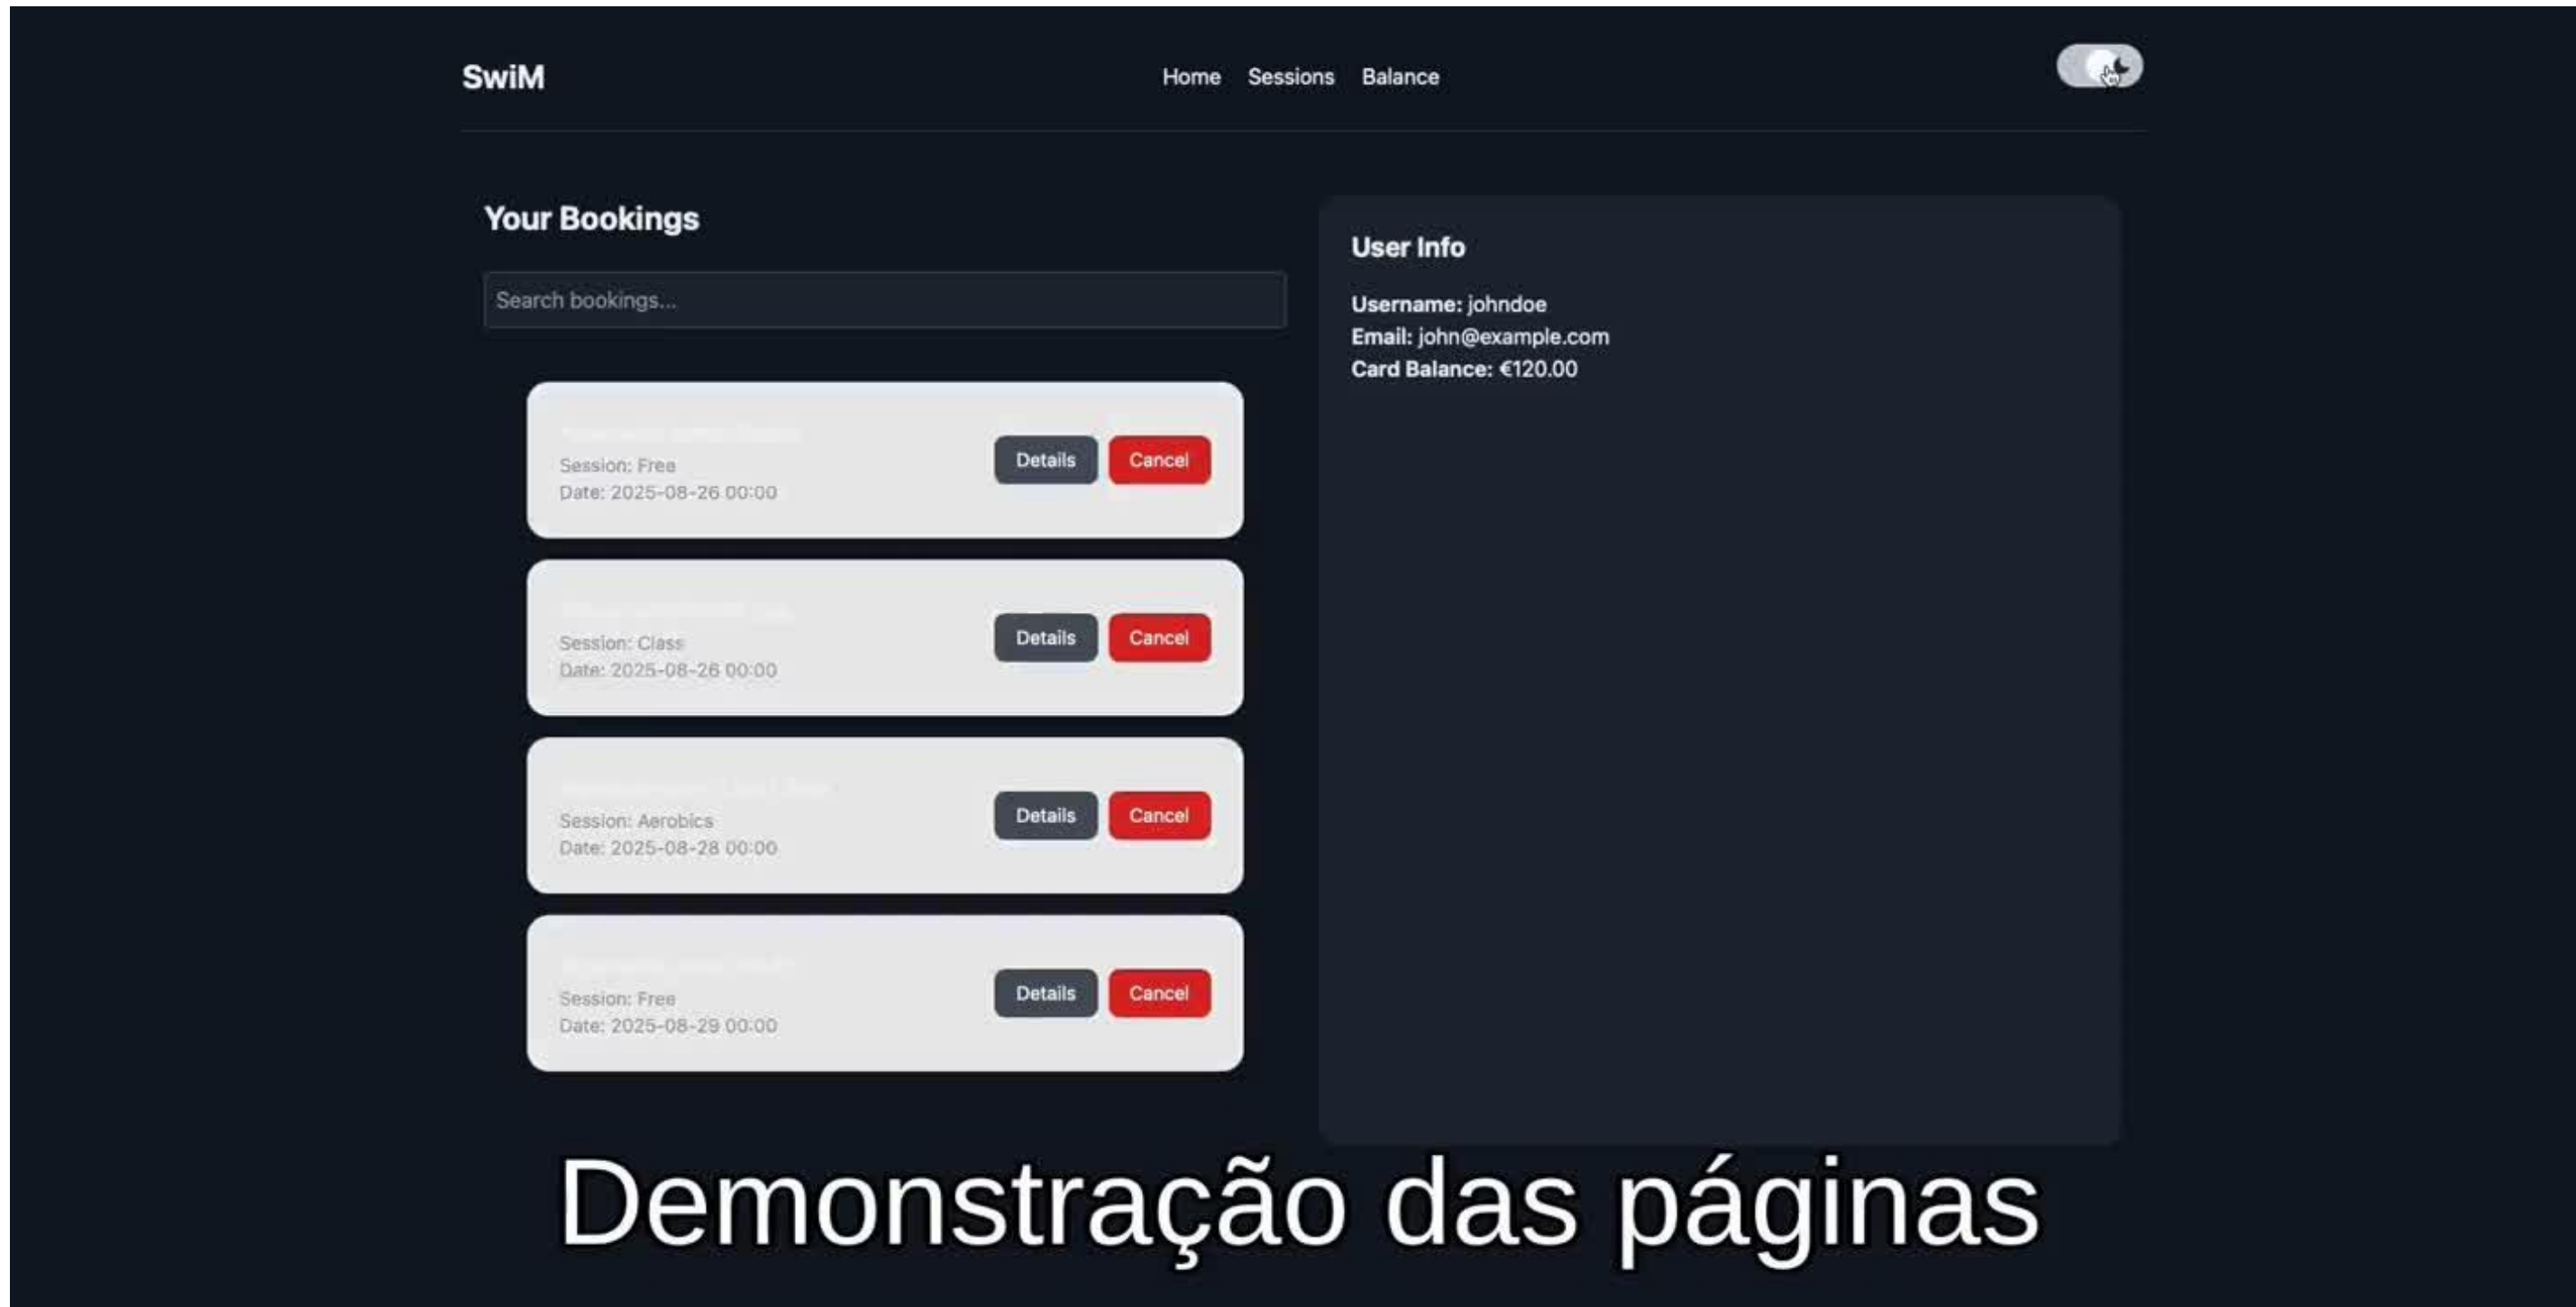 SwiM
Home Sessions Balance
Your Bookings
Search bookings...
Session: Free
Date: 2025-08-26 00:00
Details Cancel
Session: Class
Date: 2025-08-26 00:00
Details Cancel
Session: Aerobics
Date: 2025-08-28 00:00
Details Cancel
Session: Free
Date: 2025-08-29 00:00
Details Cancel
User Info
Username: johndoe
Email: john@example.com
Card Balance: €120.00
Demonstração das páginas